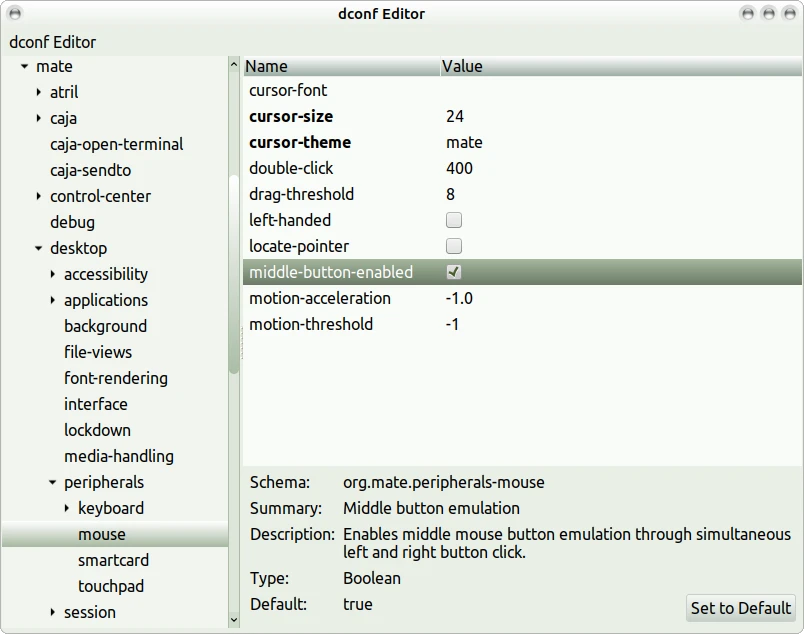 dconf Editor
dconf Editor
mate
atril
caja
caja-open-terminal
caja-sendto
control-center
debug
desktop
accessibility
applications
background
file-views
font-rendering
interface
lockdown
media-handling
peripherals
keyboard
mouse
smartcard
touchpad
session
Name Value
cursor-font
cursor-size 24
cursor-theme mate
double-click 400
drag-threshold 8
left-handed
locate-pointer
middle-button-enabled
motion-acceleration -1.0
motion-threshold -1
Schema: org.mate.peripherals-mouse
Summary: Middle button emulation
Description: Enables middle mouse button emulation through simultaneous
left and right button click.
Type: Boolean
Default: true
Set to Default